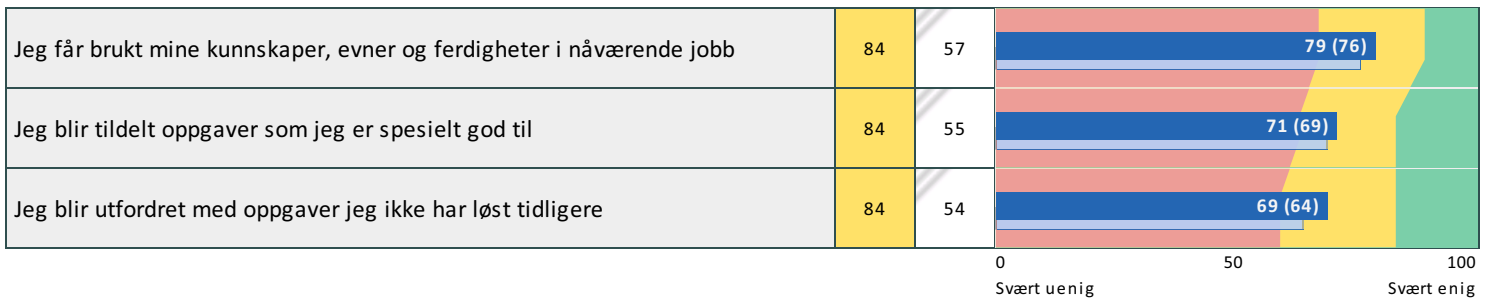 Jeg får brukt mine kunnskaper, evner og ferdigheter i nåværende jobb 84 57 79 (76)
Jeg blir tildelt oppgaver som jeg er spesielt god til 84 55 71 (69)
Jeg blir utfordret med oppgaver jeg ikke har løst tidligere 84 54 69 (64)
0 50 100
Svært uenig Svært enig